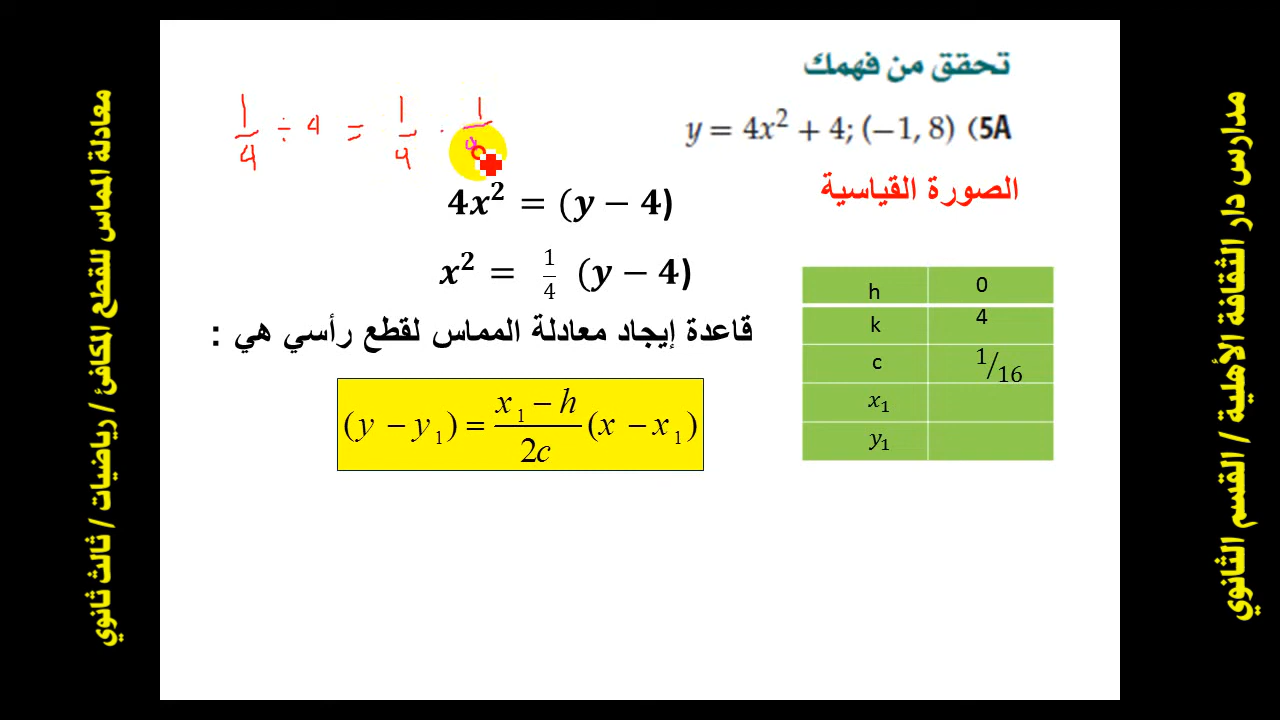 تحقق من فهمك
y = 4x² + 4; (−1, 8) (5A
1/4 ÷ 4 = 1/4 · 1/4
الصورة القياسية
4x² = (y − 4)
x² = 1/4 (y − 4)
h 0
k 4
c 1/16
x₁
y₁
قاعدة إيجاد معادلة المماس لقطع رأسي هي :
(y − y₁) = (x₁ − h)/2c (x − x₁)
معادلة المماس للقطع المكافئ / رياضيات / ثالث ثانوي
مدارس دار الثقافة الأهلية / القسم الثانوي